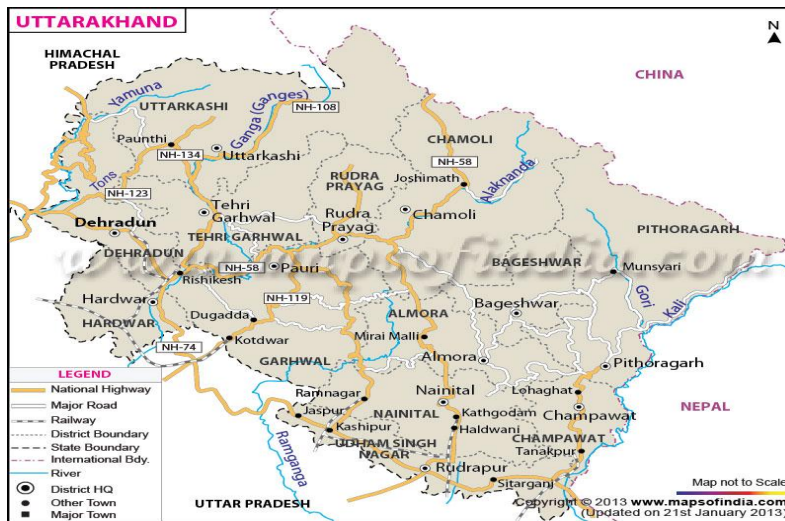 UTTARAKHAND
N
HIMACHAL
PRADESH
CHINA
Yamuna
UTTARKASHI
Ganga (Ganges)
NH-108
Paunthi
NH-134
Uttarkashi
CHAMOLI
NH-58
Joshimath
Alaknanda
Tons
NH-123
RUDRA
PRAYAG
Tehri
Garhwal
Rudra
Prayag
Chamoli
Dehradun
TEHRI GARHWAL
PITHORAGARH
DEHRADUN
www.mapsofindia.com
BAGESHWAR
Munsyari
Rishikesh
NH-58
Pauri
Gori
Kali
Hardwar
NH-119
HARDWAR
Dugadda
ALMORA
Bageshwar
NH-74
Kotdwar
Mirai Malli
GARHWAL
Almora
Pithoragarh
LEGEND
National Highway
Major Road
Railway
District Boundary
State Boundary
International Bdy.
River
District HQ
Other Town
Major Town
Ramnagar
Nainital
Lohaghat
NEPAL
Jaspur
NAINITAL
Kathgodam
Champawat
Kashipur
Haldwani
Ramganga
UDHAM SINGH
NAGAR
CHAMPAWAT
Tanakpur
Rudrapur
Sitarganj
UTTAR PRADESH
Map not to Scale
Copyright © 2013 www.mapsofindia.com
(Updated on 21st January 2013)